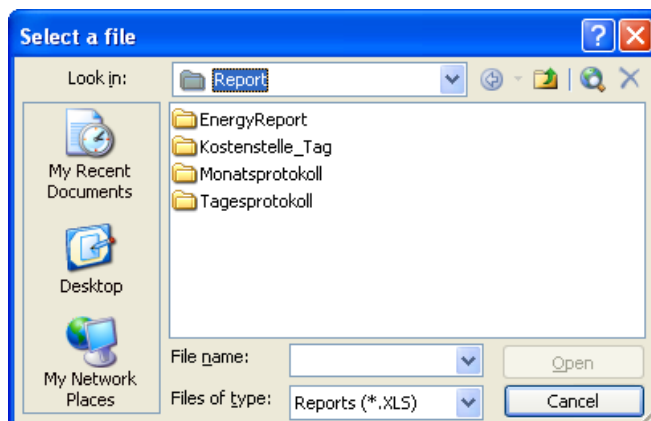 Select a file
Look in:
Report
EnergyReport
Kostenstelle_Tag
Monatsprotokoll
Tagesprotokoll
My Recent
Documents
Desktop
My Network
Places
File name:
Open
Files of type:
Reports (*.XLS)
Cancel